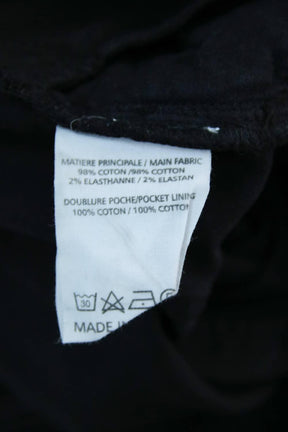 MATIERE PRINCIPALE / MAIN FABRIC
98% COTON /98% COTTON
2% ELASTHANNE / 2% ELASTAN
DOUBLURE POCHE/POCKET LINING
100% COTON / 100% COTTON
30
MADE IN